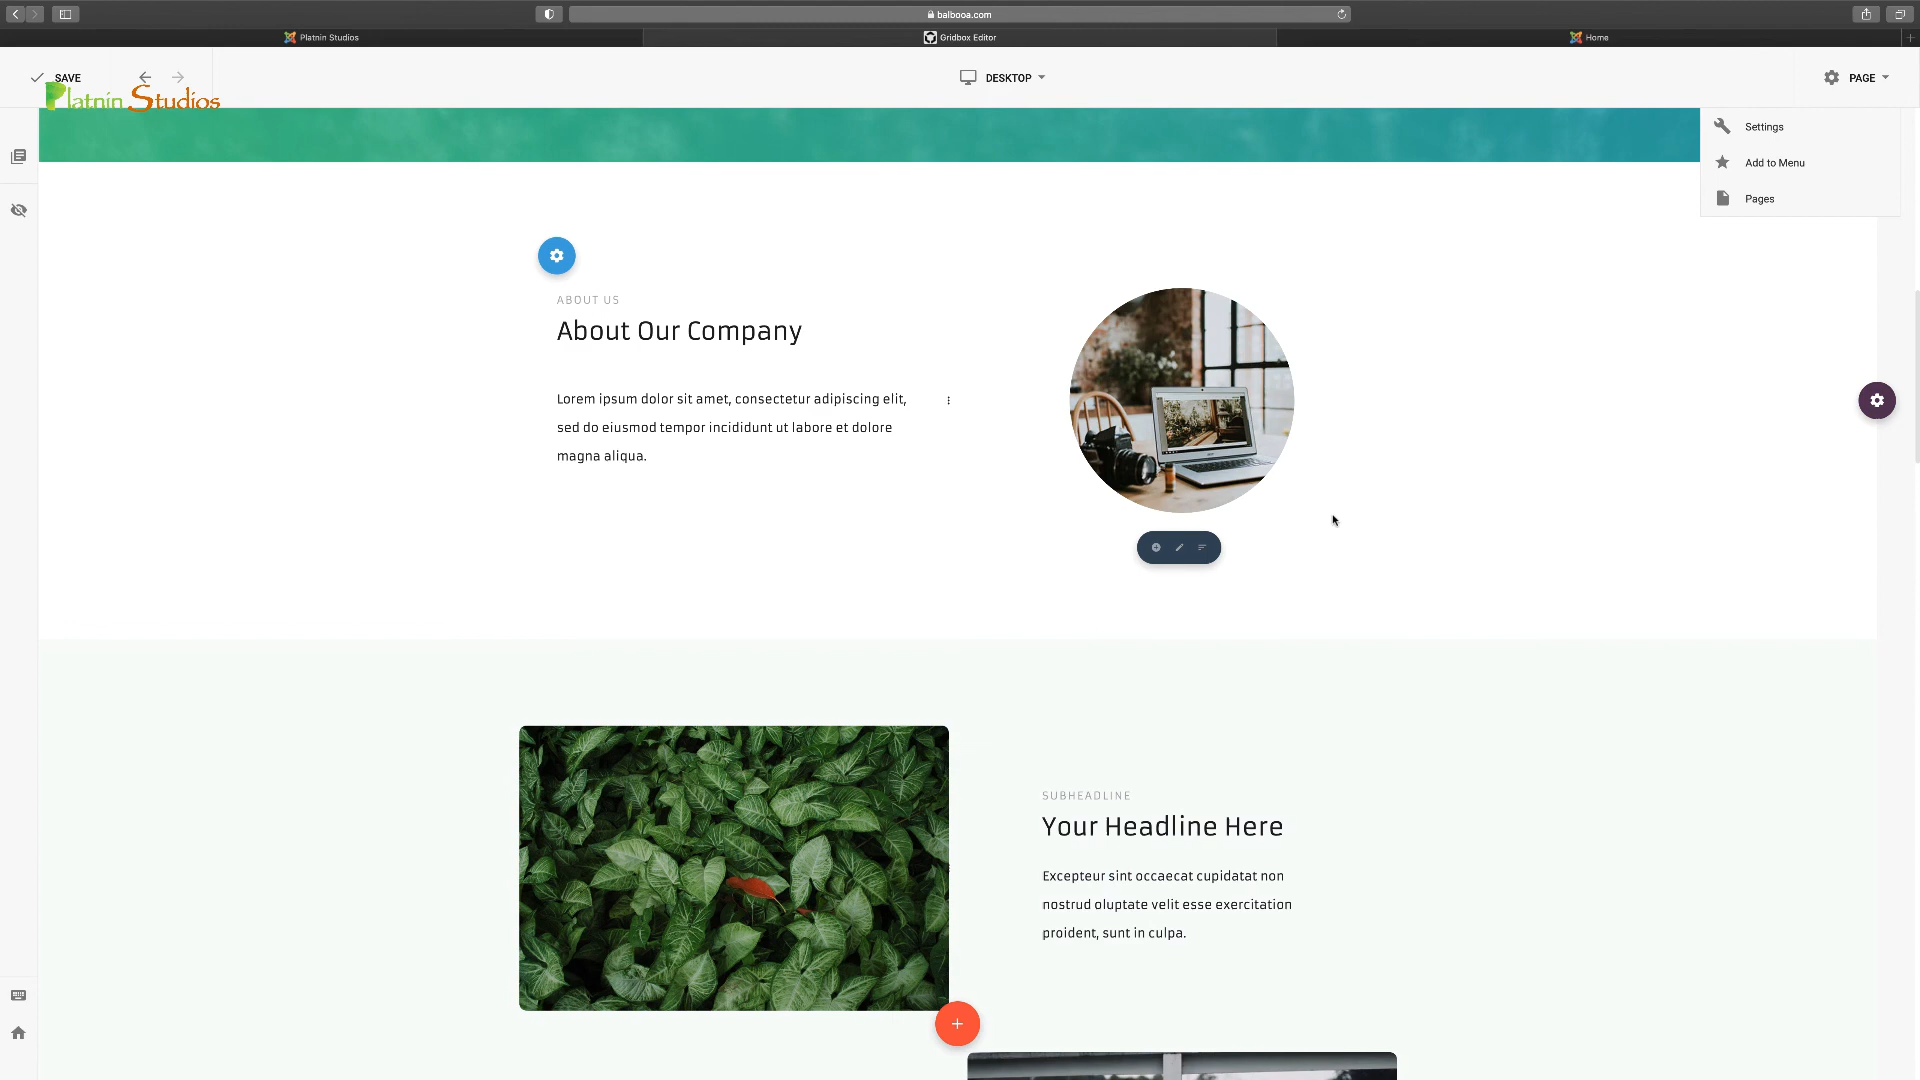 balbooa.com
Platnin Studios
Gridbox Editor
Home
SAVE
DESKTOP
PAGE
Platnin Studios
Settings
Add to Menu
Pages
ABOUT US
About Our Company
Lorem ipsum dolor sit amet, consectetur adipiscing elit,
sed do eiusmod tempor incididunt ut labore et dolore
magna aliqua.
SUBHEADLINE
Your Headline Here
Excepteur sint occaecat cupidatat non
nostrud oluptate velit esse exercitation
proident, sunt in culpa.